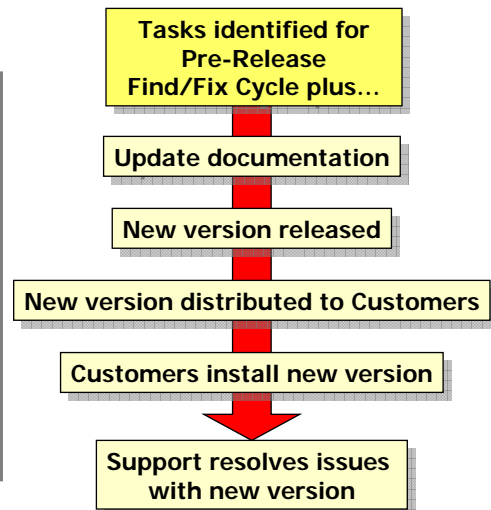 Tasks identified for
Pre-Release
Find/Fix Cycle plus…
Update documentation
New version released
New version distributed to Customers
Customers install new version
Support resolves issues
with new version